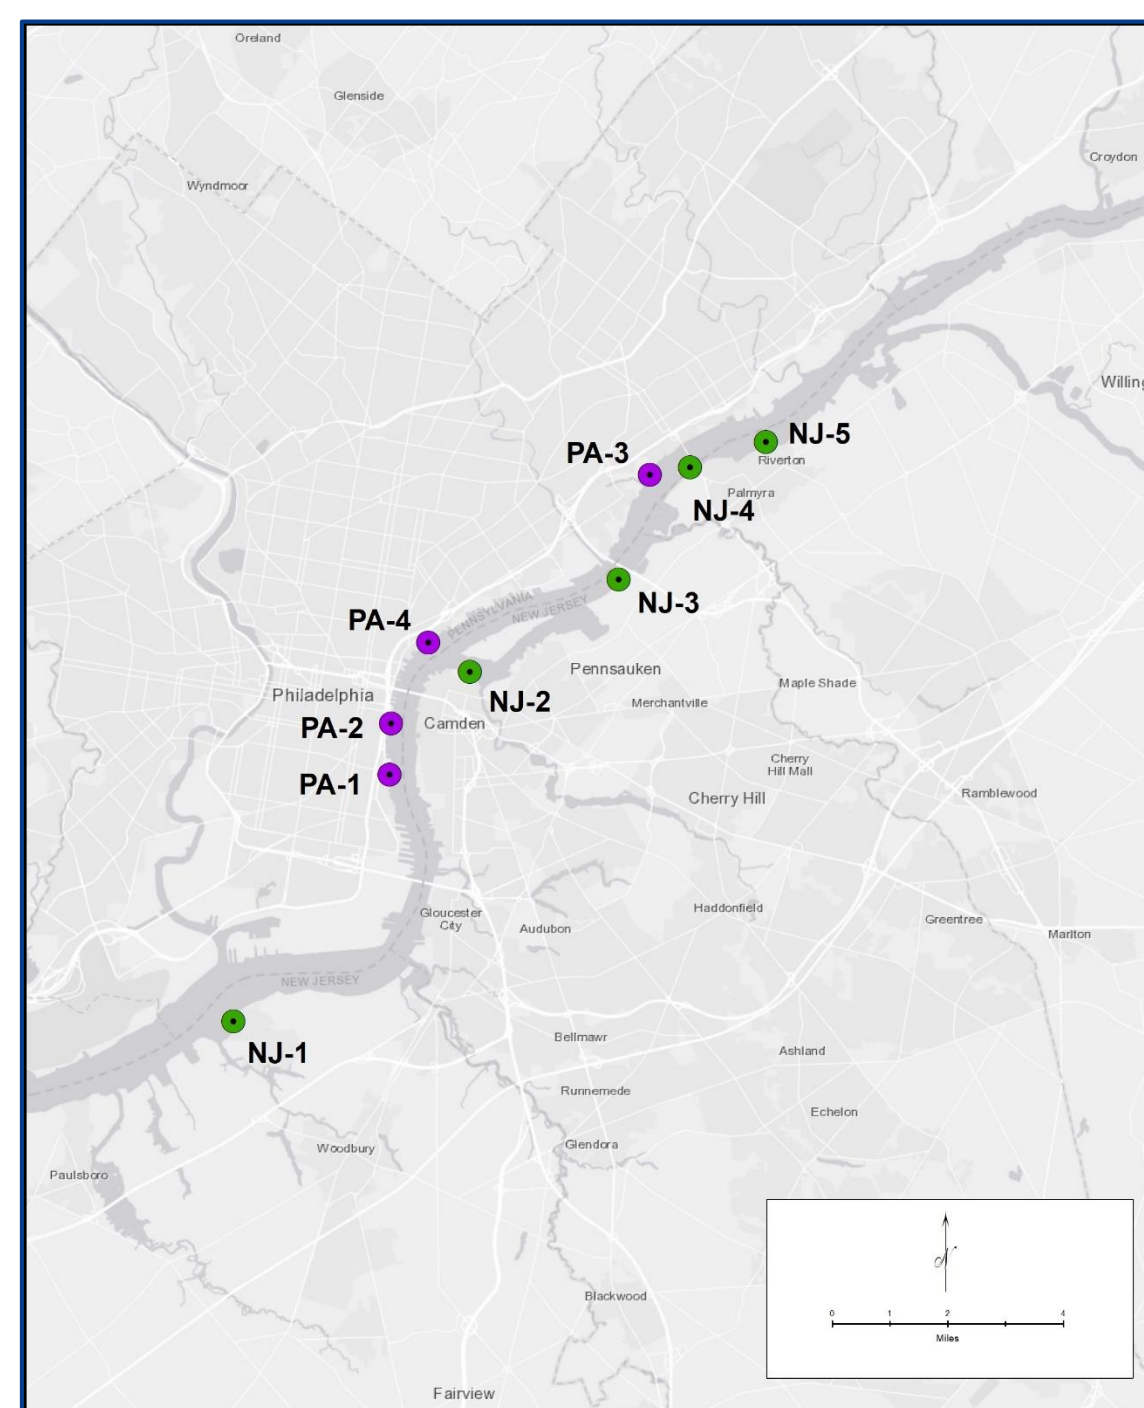 Oreland
Glenside
Croydon
Wyndmoor
Willing
NJ-5
PA-3
Riverton
Palmyra
NJ-4
NJ-3
PENNSYLVANIA
NEW JERSEY
PA-4
Pennsauken
Maple Shade
Philadelphia
NJ-2
Merchantville
Camden
PA-2
Cherry
Hill Mall
PA-1
Cherry Hill
Ramblewood
Haddonfield
Gloucester
City
Greentree
Audubon
Marlton
NEW JERSEY
Bellmawr
NJ-1
Ashland
Runnemede
Echelon
Glendora
Woodbury
Paulsboro
N
0 1 2 4
Miles
Blackwood
Fairview